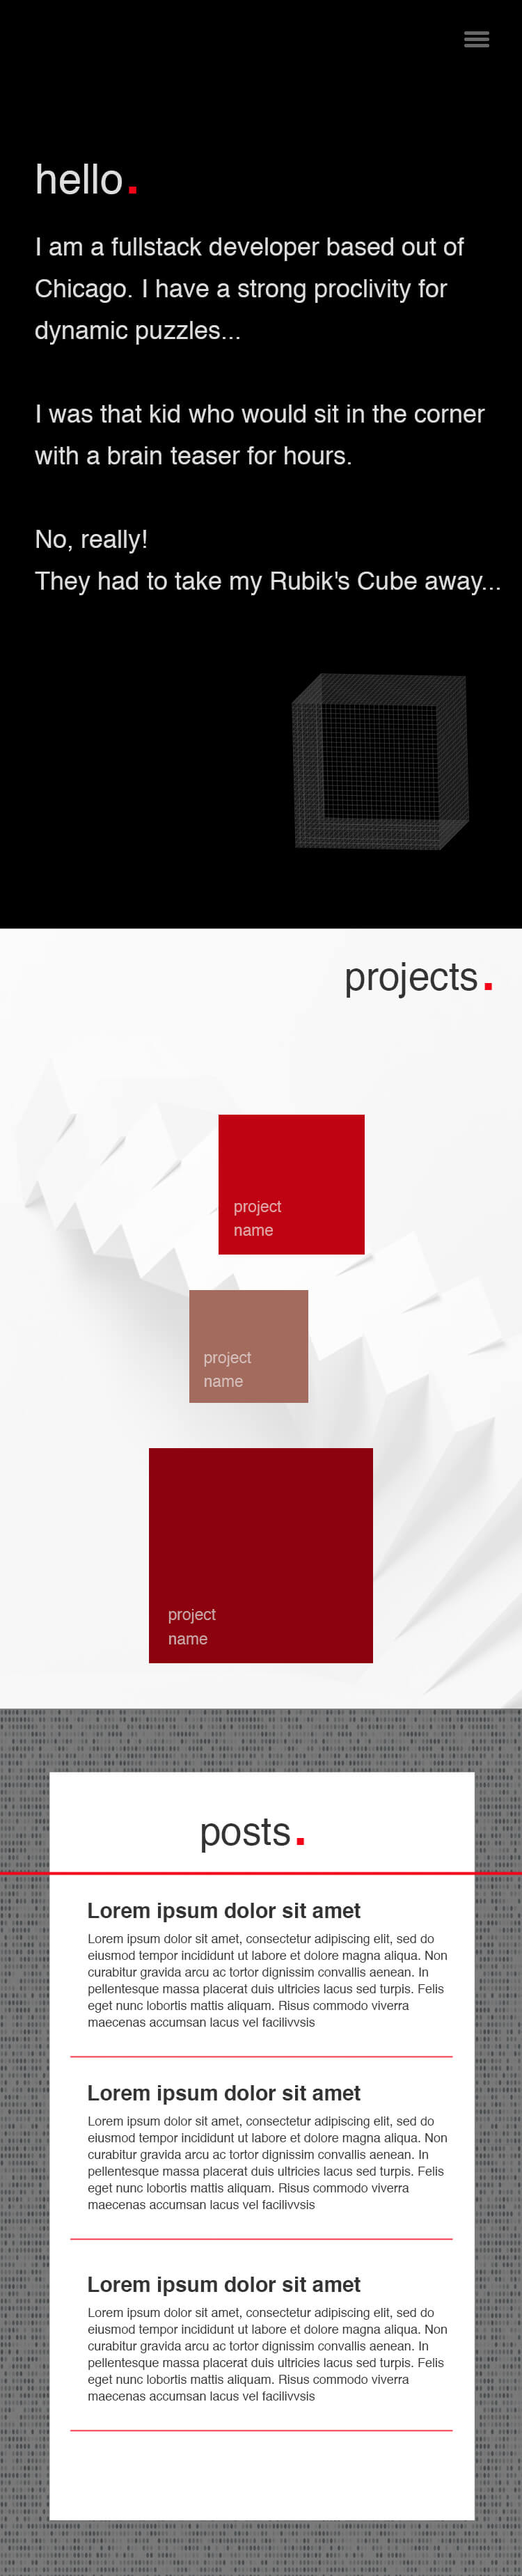 hello.
I am a fullstack developer based out of
Chicago. I have a strong proclivity for
dynamic puzzles...
I was that kid who would sit in the corner
with a brain teaser for hours.
No, really!
They had to take my Rubik's Cube away...
projects.
project
name
project
name
project
name
posts.
Lorem ipsum dolor sit amet
Lorem ipsum dolor sit amet, consectetur adipiscing elit, sed do
eiusmod tempor incididunt ut labore et dolore magna aliqua. Non
curabitur gravida arcu ac tortor dignissim convallis aenean. In
pellentesque massa placerat duis ultricies lacus sed turpis. Felis
eget nunc lobortis mattis aliquam. Risus commodo viverra
maecenas accumsan lacus vel facilivvsis
Lorem ipsum dolor sit amet
Lorem ipsum dolor sit amet, consectetur adipiscing elit, sed do
eiusmod tempor incididunt ut labore et dolore magna aliqua. Non
curabitur gravida arcu ac tortor dignissim convallis aenean. In
pellentesque massa placerat duis ultricies lacus sed turpis. Felis
eget nunc lobortis mattis aliquam. Risus commodo viverra
maecenas accumsan lacus vel facilivvsis
Lorem ipsum dolor sit amet
Lorem ipsum dolor sit amet, consectetur adipiscing elit, sed do
eiusmod tempor incididunt ut labore et dolore magna aliqua. Non
curabitur gravida arcu ac tortor dignissim convallis aenean. In
pellentesque massa placerat duis ultricies lacus sed turpis. Felis
eget nunc lobortis mattis aliquam. Risus commodo viverra
maecenas accumsan lacus vel facilivvsis